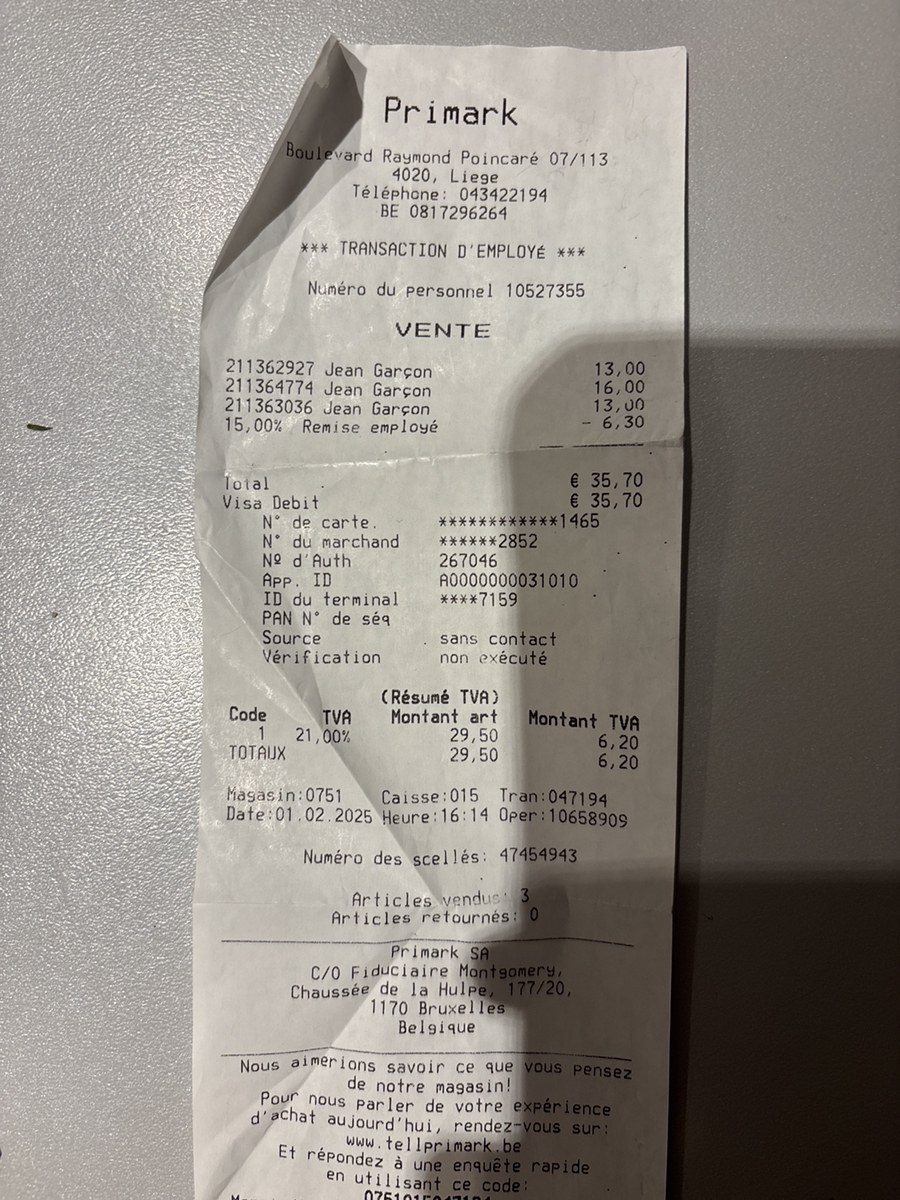 Primark
Boulevard Raymond Poincaré 07/113
4020, Liege
Téléphone: 043422194
BE 0817296264
*** TRANSACTION D'EMPLOYÉ ***
Numéro du personnel 10527355
VENTE
211362927 Jean Garçon 13,00
211364774 Jean Garçon 16,00
211363036 Jean Garçon 13,00
15,00% Remise employé - 6,30
Total € 35,70
Visa Debit € 35,70
N° de carte. ************1465
N° du marchand ******2852
Nº d'Auth 267046
App. ID A0000000031010
ID du terminal ****7159
PAN N° de séq
Source sans contact
Vérification non exécuté
(Résumé TVA)
Code TVA Montant art Montant TVA
1 21,00% 29,50 6,20
TOTAUX 29,50 6,20
Magasin:0751 Caisse:015 Tran:047194
Date:01.02.2025 Heure:16:14 Oper:10658909
Numéro des scellés: 47454943
Articles vendus: 3
Articles retournés: 0
Primark SA
C/O Fiduciaire Montgomery,
Chaussée de la Hulpe, 177/20,
1170 Bruxelles
Belgique
Nous aimerions savoir ce que vous pensez
de notre magasin!
Pour nous parler de votre expérience
d'achat aujourd'hui, rendez-vous sur:
www.tellprimark.be
Et répondez à une enquête rapide
en utilisant ce code: